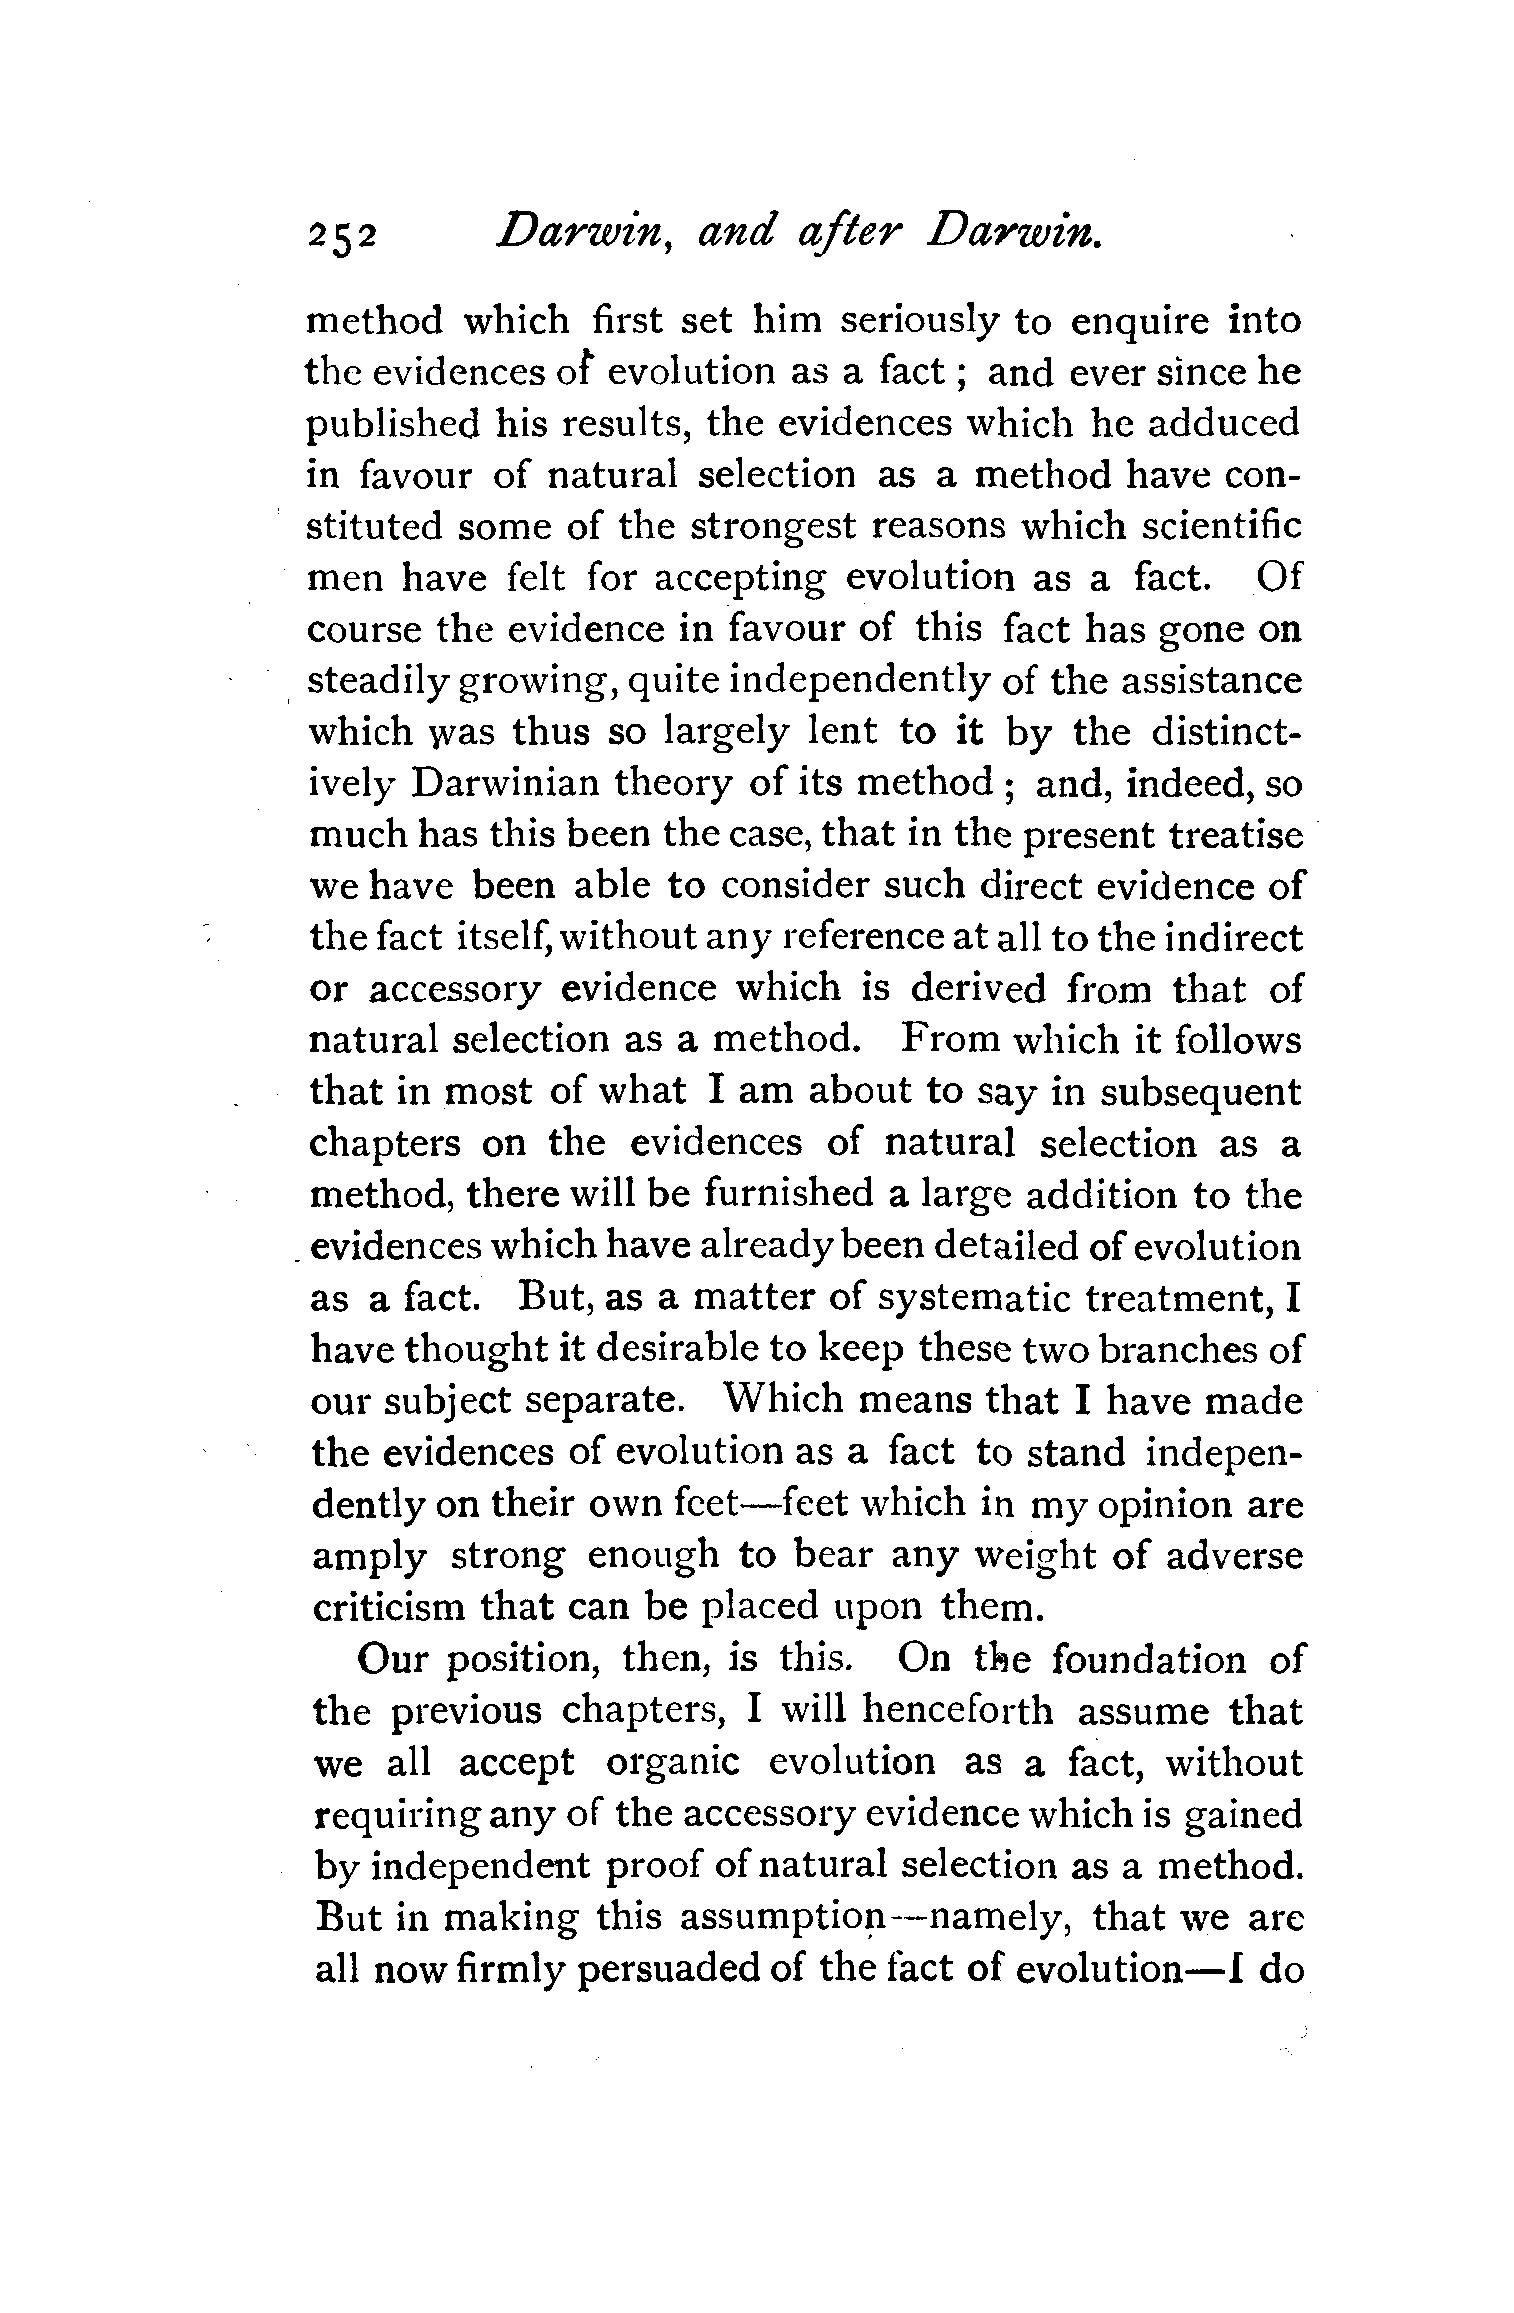 252 Darwin, and after Darwin.
method which first set him seriously to enquire into
the evidences of evolution as a fact ; and ever since he
published his results, the evidences which he adduced
in favour of natural selection as a method have con-
stituted some of the strongest reasons which scientific
men have felt for accepting evolution as a fact. Of
course the evidence in favour of this fact has gone on
steadily growing, quite independently of the assistance
which was thus so largely lent to it by the distinct-
ively Darwinian theory of its method ; and, indeed, so
much has this been the case, that in the present treatise
we have been able to consider such direct evidence of
the fact itself, without any reference at all to the indirect
or accessory evidence which is derived from that of
natural selection as a method. From which it follows
that in most of what I am about to say in subsequent
chapters on the evidences of natural selection as a
method, there will be furnished a large addition to the
evidences which have already been detailed of evolution
as a fact. But, as a matter of systematic treatment, I
have thought it desirable to keep these two branches of
our subject separate. Which means that I have made
the evidences of evolution as a fact to stand indepen-
dently on their own feet—feet which in my opinion are
amply strong enough to bear any weight of adverse
criticism that can be placed upon them.
Our position, then, is this. On the foundation of
the previous chapters, I will henceforth assume that
we all accept organic evolution as a fact, without
requiring any of the accessory evidence which is gained
by independent proof of natural selection as a method.
But in making this assumption—namely, that we are
all now firmly persuaded of the fact of evolution—I do